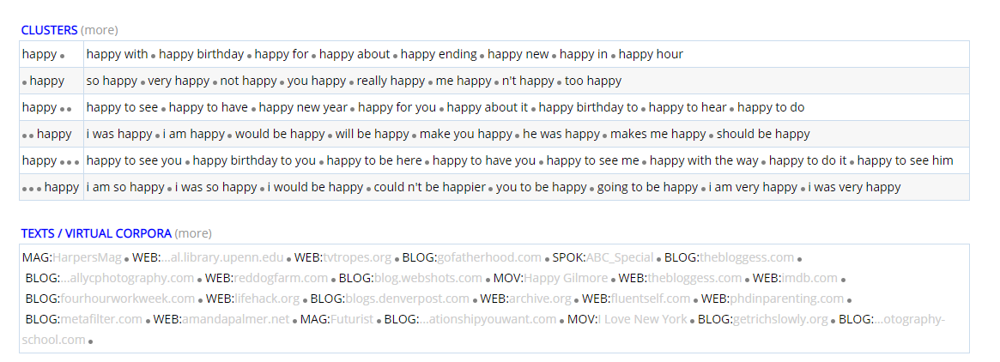 CLUSTERS (more)
happy • happy with • happy birthday • happy for • happy about • happy ending • happy new • happy in • happy hour
• happy so happy • very happy • not happy • you happy • really happy • me happy • n't happy • too happy
happy • • happy to see • happy to have • happy new year • happy for you • happy about it • happy birthday to • happy to hear • happy to do
• • happy i was happy • i am happy • would be happy • will be happy • make you happy • he was happy • makes me happy • should be happy
happy • • • happy to see you • happy birthday to you • happy to be here • happy to have you • happy to see me • happy with the way • happy to do it • happy to see him
• • • happy i am so happy • i was so happy • i would be happy • could n't be happier • you to be happy • going to be happy • i am very happy • i was very happy
TEXTS / VIRTUAL CORPORA (more)
MAG:HarpersMag • WEB:...al.library.upenn.edu • WEB:tvtropes.org • BLOG:gofatherhood.com • SPOK:ABC_Special • BLOG:thebloggess.com •
BLOG:...allycphotography.com • WEB:reddogfarm.com • BLOG:blog.webshots.com • MOV:Happy Gilmore • WEB:thebloggess.com • WEB:imdb.com •
BLOG:fourhourworkweek.com • WEB:lifehack.org • BLOG:blogs.denverpost.com • WEB:archive.org • WEB:fluentself.com • WEB:phdinparenting.com •
BLOG:metafilter.com • WEB:amandapalmer.net • MAG:Futurist • BLOG:...ationshipyouwant.com • MOV:I Love New York • BLOG:getrichslowly.org • BLOG:...otography-
school.com •